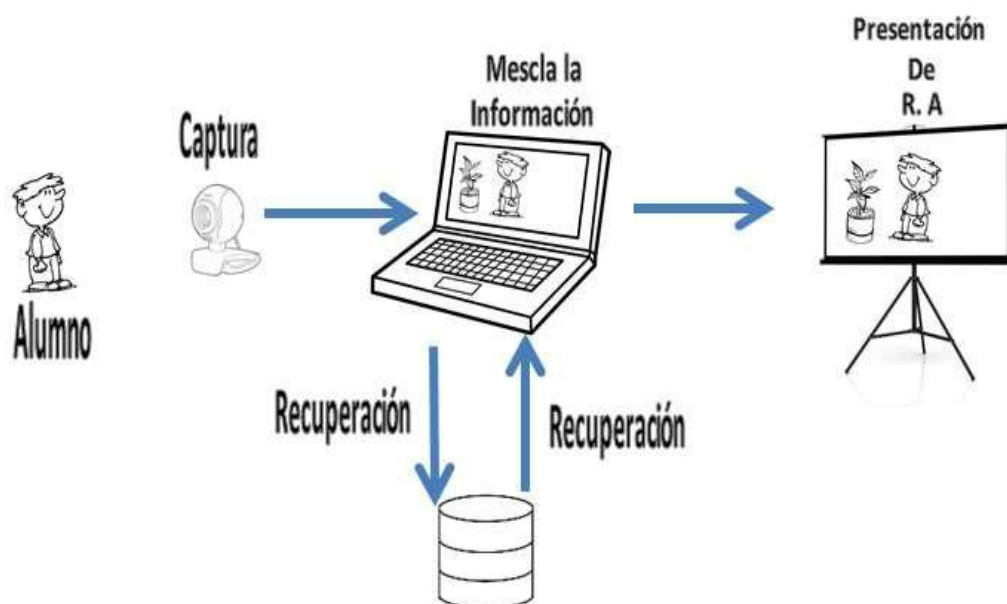 Alumno
Captura
Mescla la
Información
Presentación
De
R. A
Recuperación
Recuperación